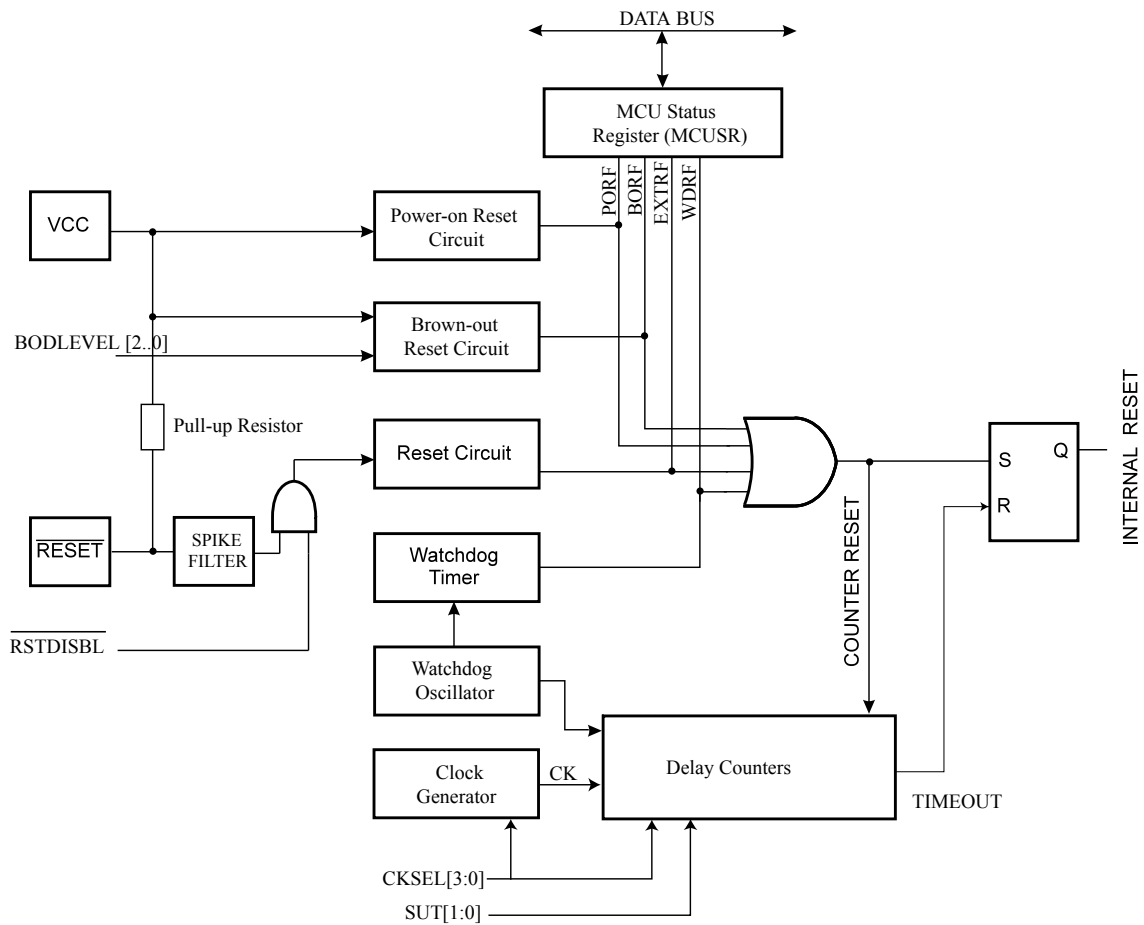 DATA BUS
MCU Status
Register (MCUSR)
PORF
BORF
EXTRF
WDRF
VCC
Power-on Reset
Circuit
BODLEVEL [2..0]
Brown-out
Reset Circuit
Pull-up Resistor
Reset Circuit
S
Q
R
INTERNAL RESET
RESET
SPIKE
FILTER
Watchdog
Timer
COUNTER RESET
RSTDISBL
Watchdog
Oscillator
Clock
Generator
CK
Delay Counters
TIMEOUT
CKSEL[3:0]
SUT[1:0]